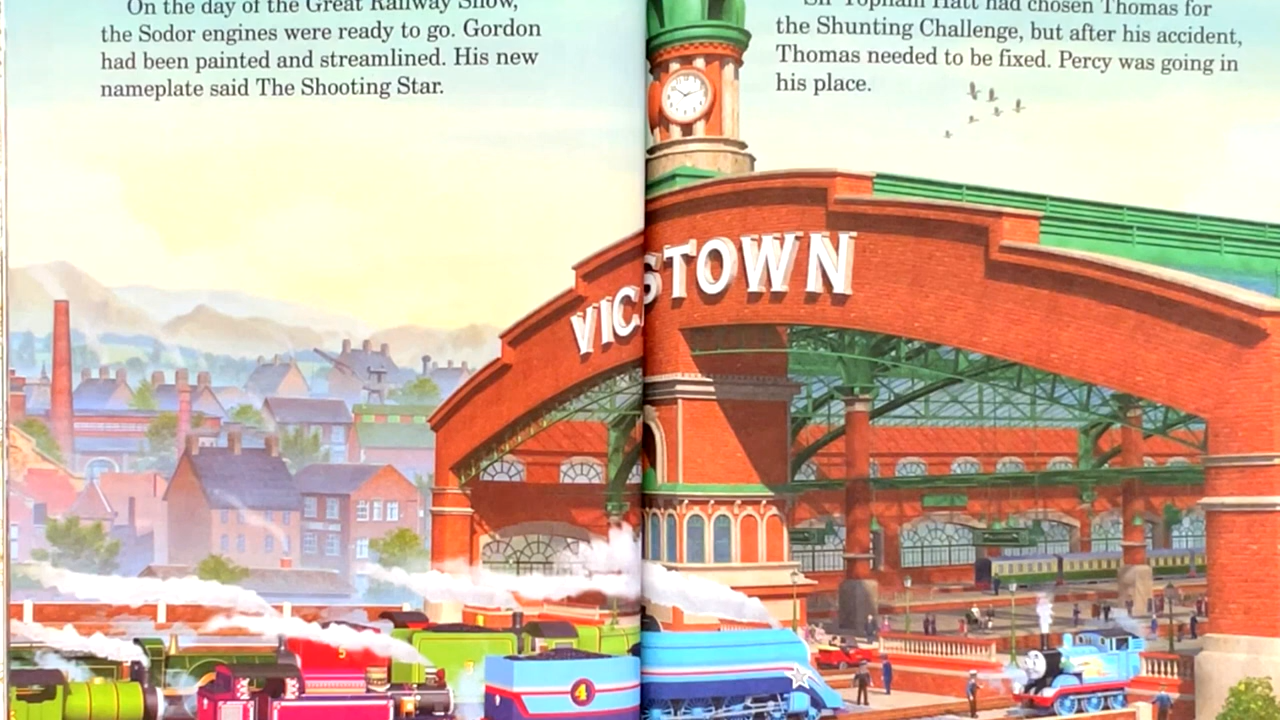 On the day of the Great Railway Show,
the Sodor engines were ready to go. Gordon
had been painted and streamlined. His new
nameplate said The Shooting Star.
Sir Topham Hatt had chosen Thomas for
the Shunting Challenge, but after his accident,
Thomas needed to be fixed. Percy was going in
his place.
VIC
STOWN
5
4